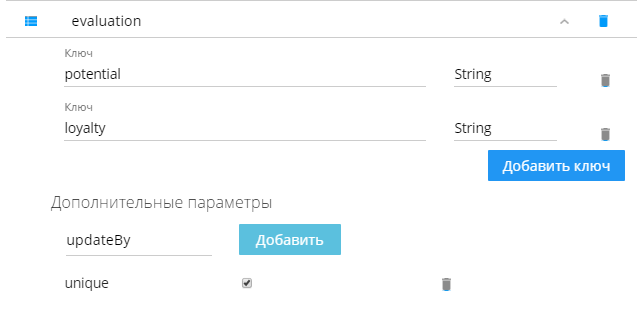 evaluation
Ключ
potential String
Ключ
loyalty String
Добавить ключ
Дополнительные параметры
updateBy Добавить
unique